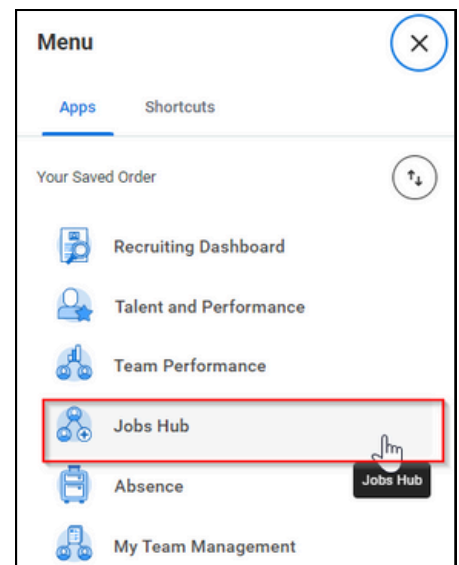 Menu
Apps Shortcuts
Your Saved Order
Recruiting Dashboard
Talent and Performance
Team Performance
Jobs Hub
Absence
Jobs Hub
My Team Management